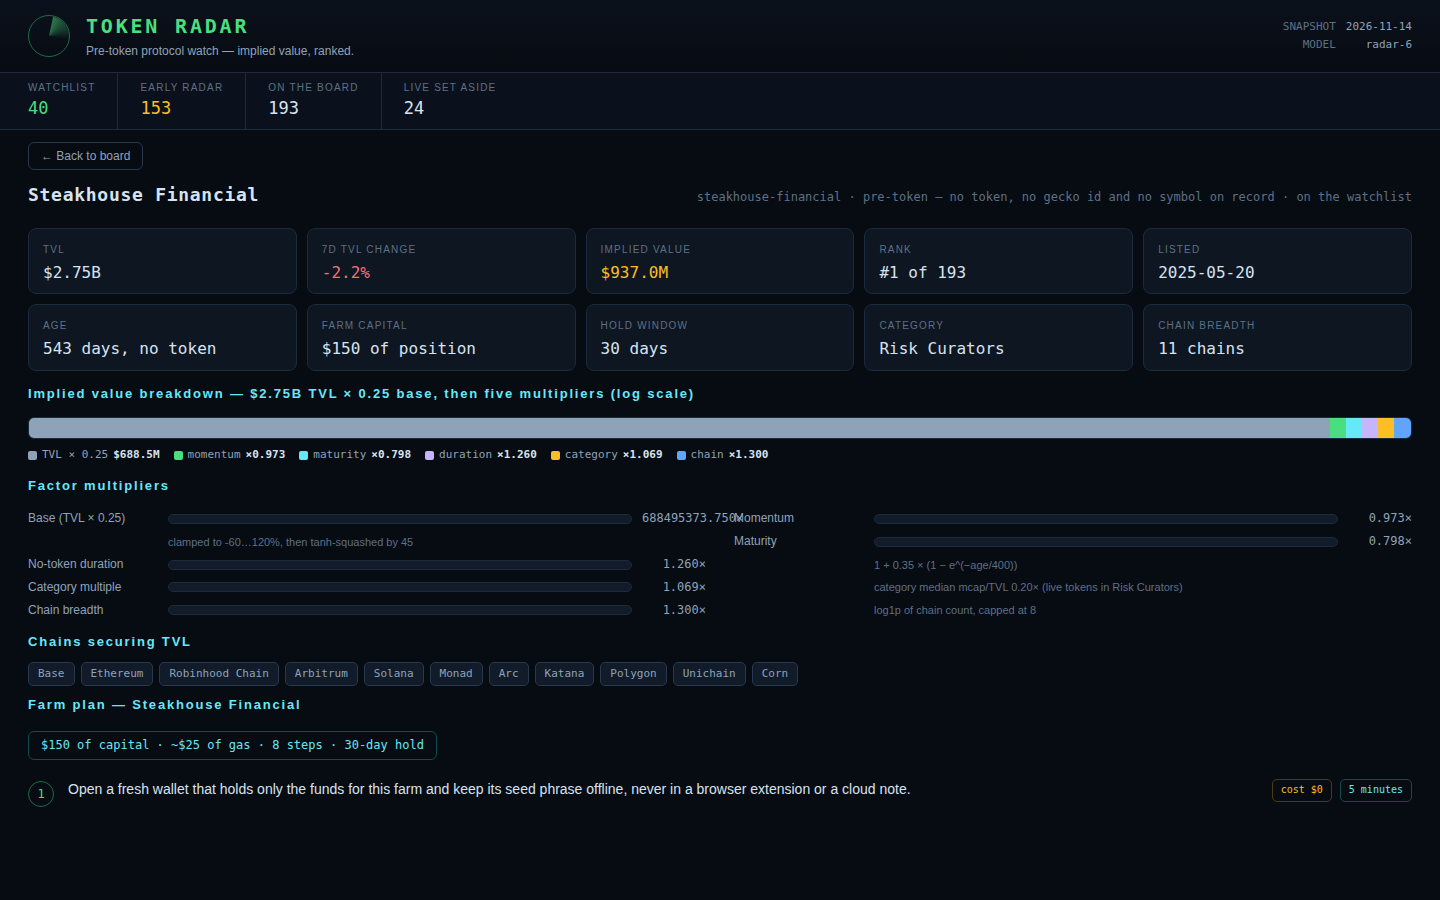 TOKEN RADAR
Pre-token protocol watch — implied value, ranked.
SNAPSHOT 2026-11-14
MODEL radar-6
WATCHLIST
40
EARLY RADAR
153
ON THE BOARD
193
LIVE SET ASIDE
24
← Back to board
Steakhouse Financial
steakhouse-financial · pre-token — no token, no gecko id and no symbol on record · on the watchlist
TVL
$2.75B
7D TVL CHANGE
-2.2%
IMPLIED VALUE
$937.0M
RANK
#1 of 193
LISTED
2025-05-20
AGE
543 days, no token
FARM CAPITAL
$150 of position
HOLD WINDOW
30 days
CATEGORY
Risk Curators
CHAIN BREADTH
11 chains
Implied value breakdown — $2.75B TVL × 0.25 base, then five multipliers (log scale)
TVL × 0.25 $688.5M momentum ×0.973 maturity ×0.798 duration ×1.260 category ×1.069 chain ×1.300
Factor multipliers
Base (TVL × 0.25) 688495373.750×
Momentum 0.973×
clamped to -60…120%, then tanh-squashed by 45
Maturity 0.798×
No-token duration 1.260×
1 + 0.35 × (1 − e^(−age/400))
Category multiple 1.069×
category median mcap/TVL 0.20× (live tokens in Risk Curators)
Chain breadth 1.300×
log1p of chain count, capped at 8
Chains securing TVL
Base Ethereum Robinhood Chain Arbitrum Solana Monad Arc Katana Polygon Unichain Corn
Farm plan — Steakhouse Financial
$150 of capital · ~$25 of gas · 8 steps · 30-day hold
1 Open a fresh wallet that holds only the funds for this farm and keep its seed phrase offline, never in a browser extension or a cloud note. cost $0 5 minutes